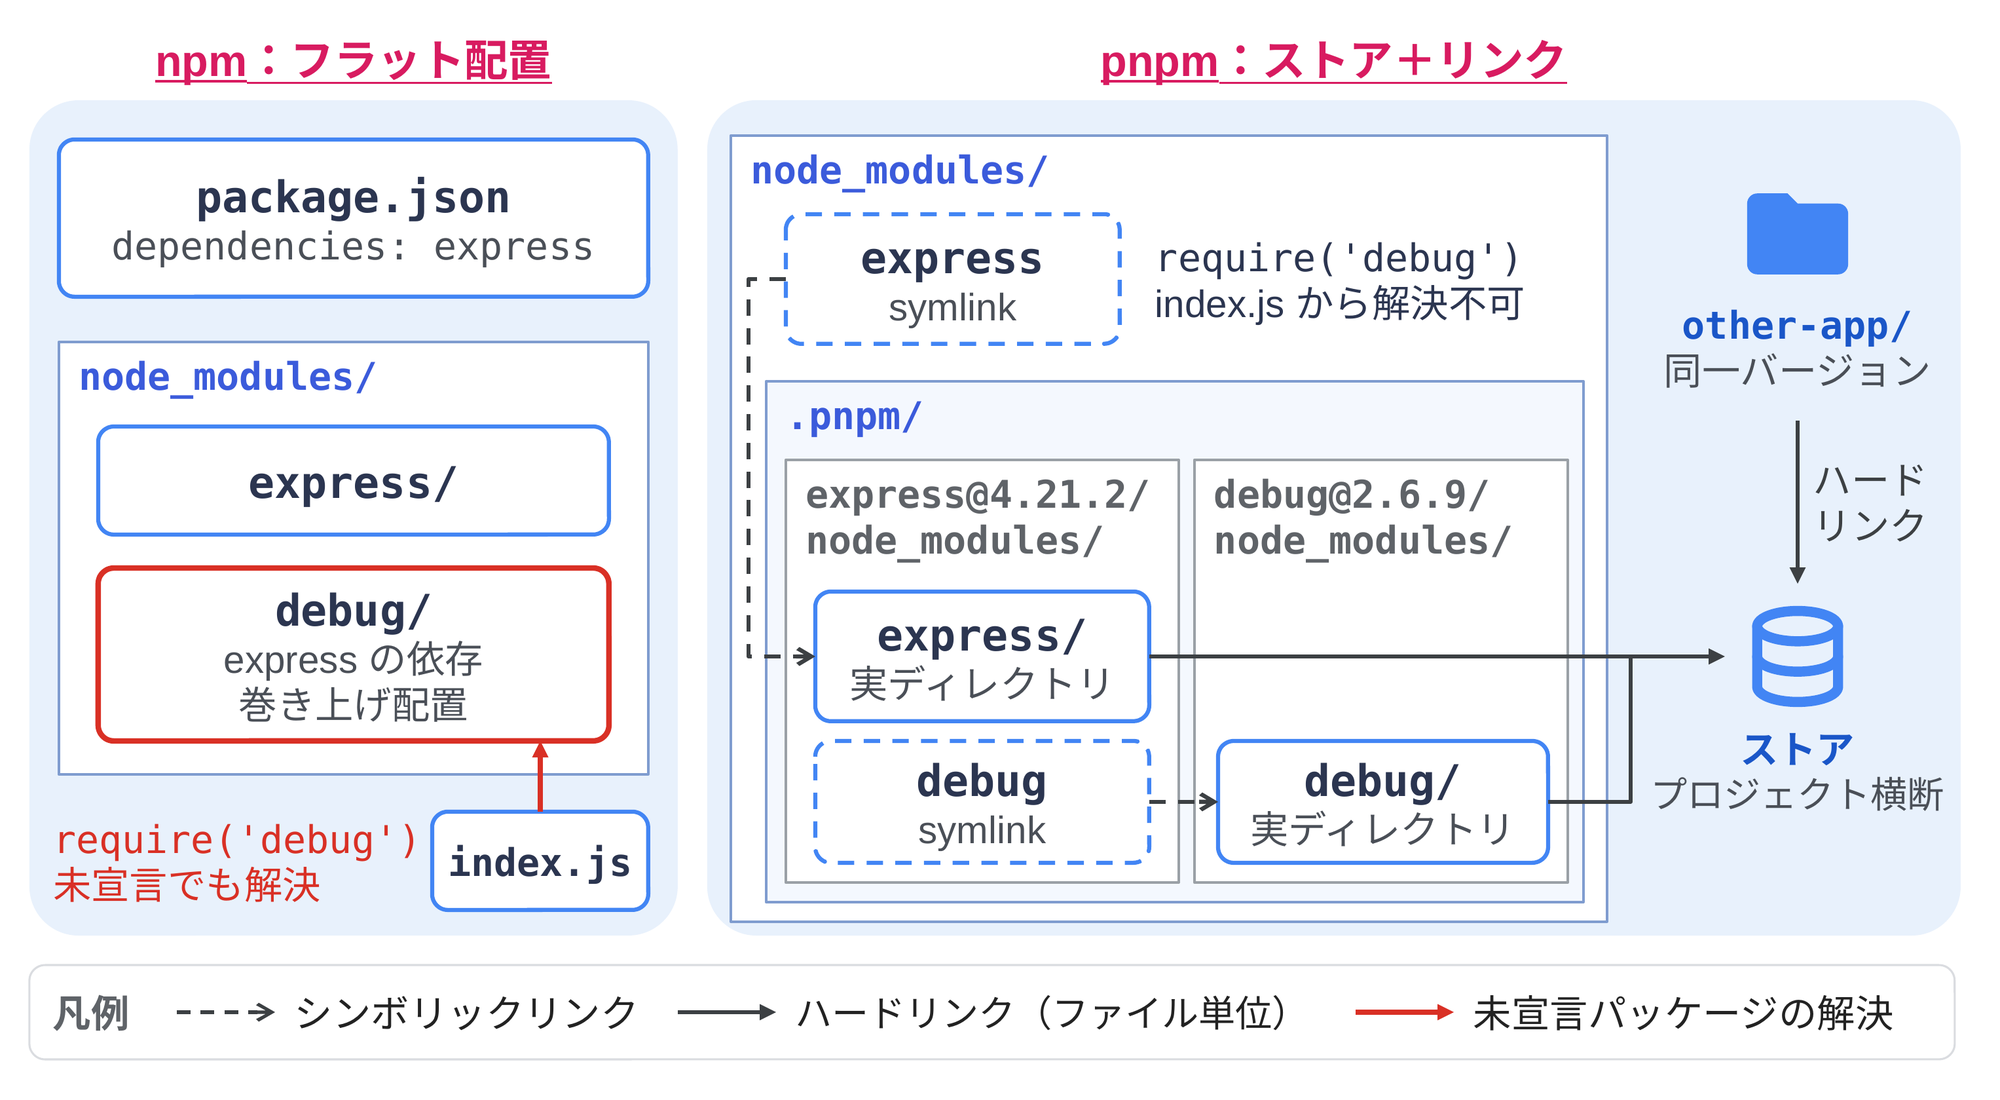 npm：フラット配置
package.json
dependencies: express
node_modules/
express/
debug/
express の依存
巻き上げ配置
require('debug')
未宣言でも解決
index.js
pnpm：ストア＋リンク
node_modules/
express
symlink
require('debug')
index.js から解決不可
.pnpm/
express@4.21.2/
node_modules/
express/
実ディレクトリ
debug
symlink
debug@2.6.9/
node_modules/
debug/
実ディレクトリ
other-app/
同一バージョン
ハード
リンク
ストア
プロジェクト横断
凡例
シンボリックリンク
ハードリンク（ファイル単位）
未宣言パッケージの解決